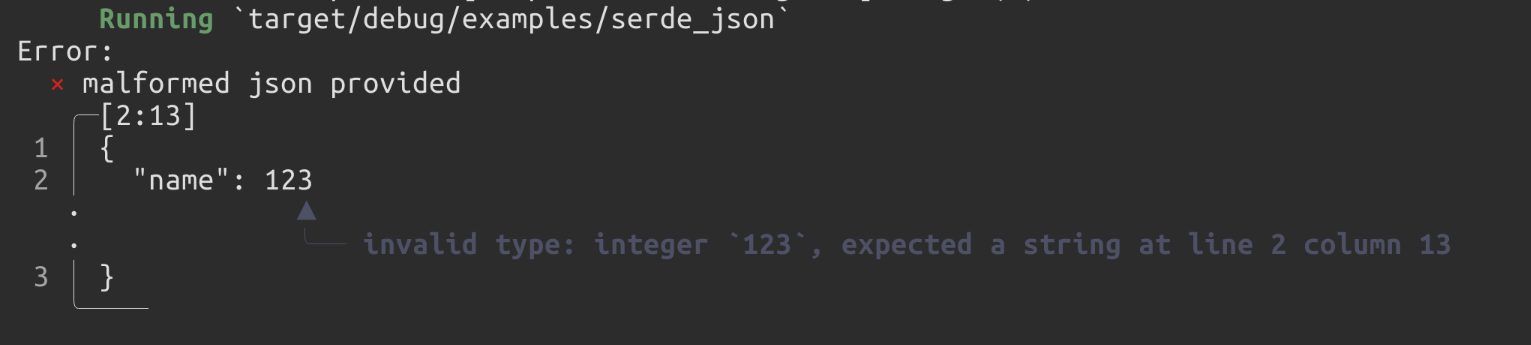 Running `target/debug/examples/serde_json`
Error:
× malformed json provided
╭─[2:13]
1 │ {
2 │   "name": 123
·              ▲
·              ╰── invalid type: integer `123`, expected a string at line 2 column 13
3 │ }
╰────